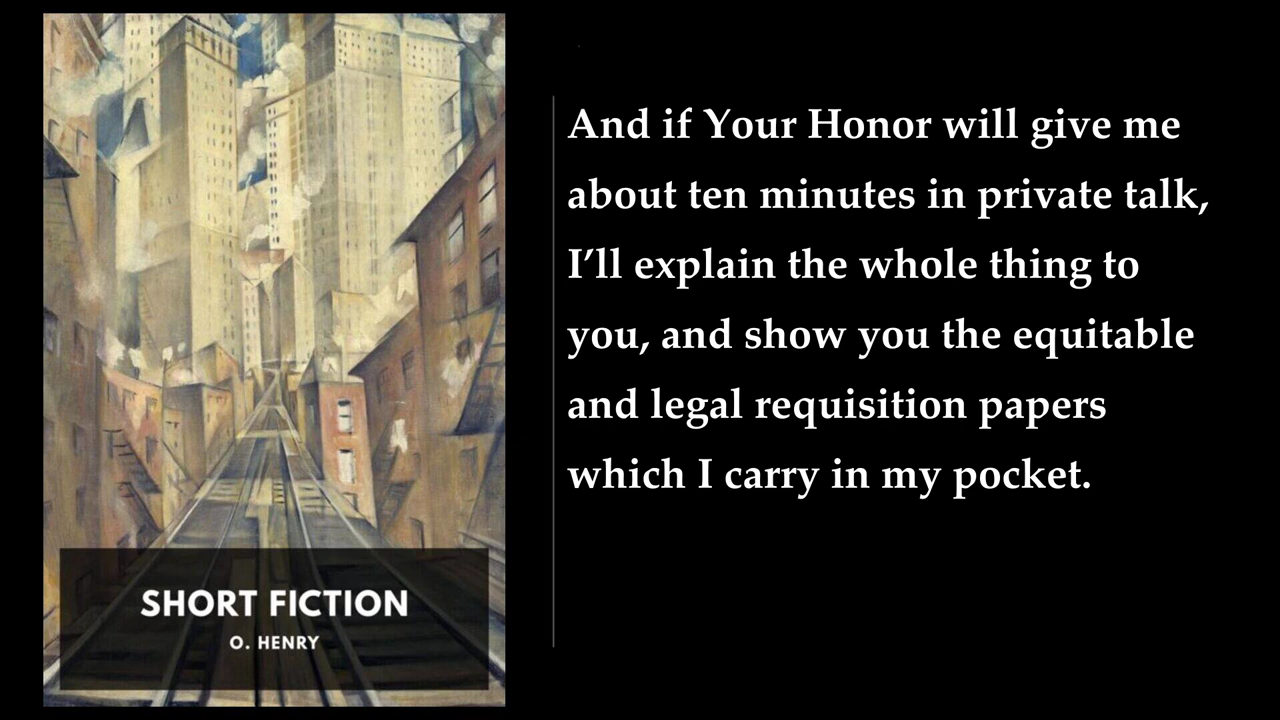 And if Your Honor will give me
about ten minutes in private talk,
I’ll explain the whole thing to
you, and show you the equitable
and legal requisition papers
which I carry in my pocket.
SHORT FICTION
O. HENRY